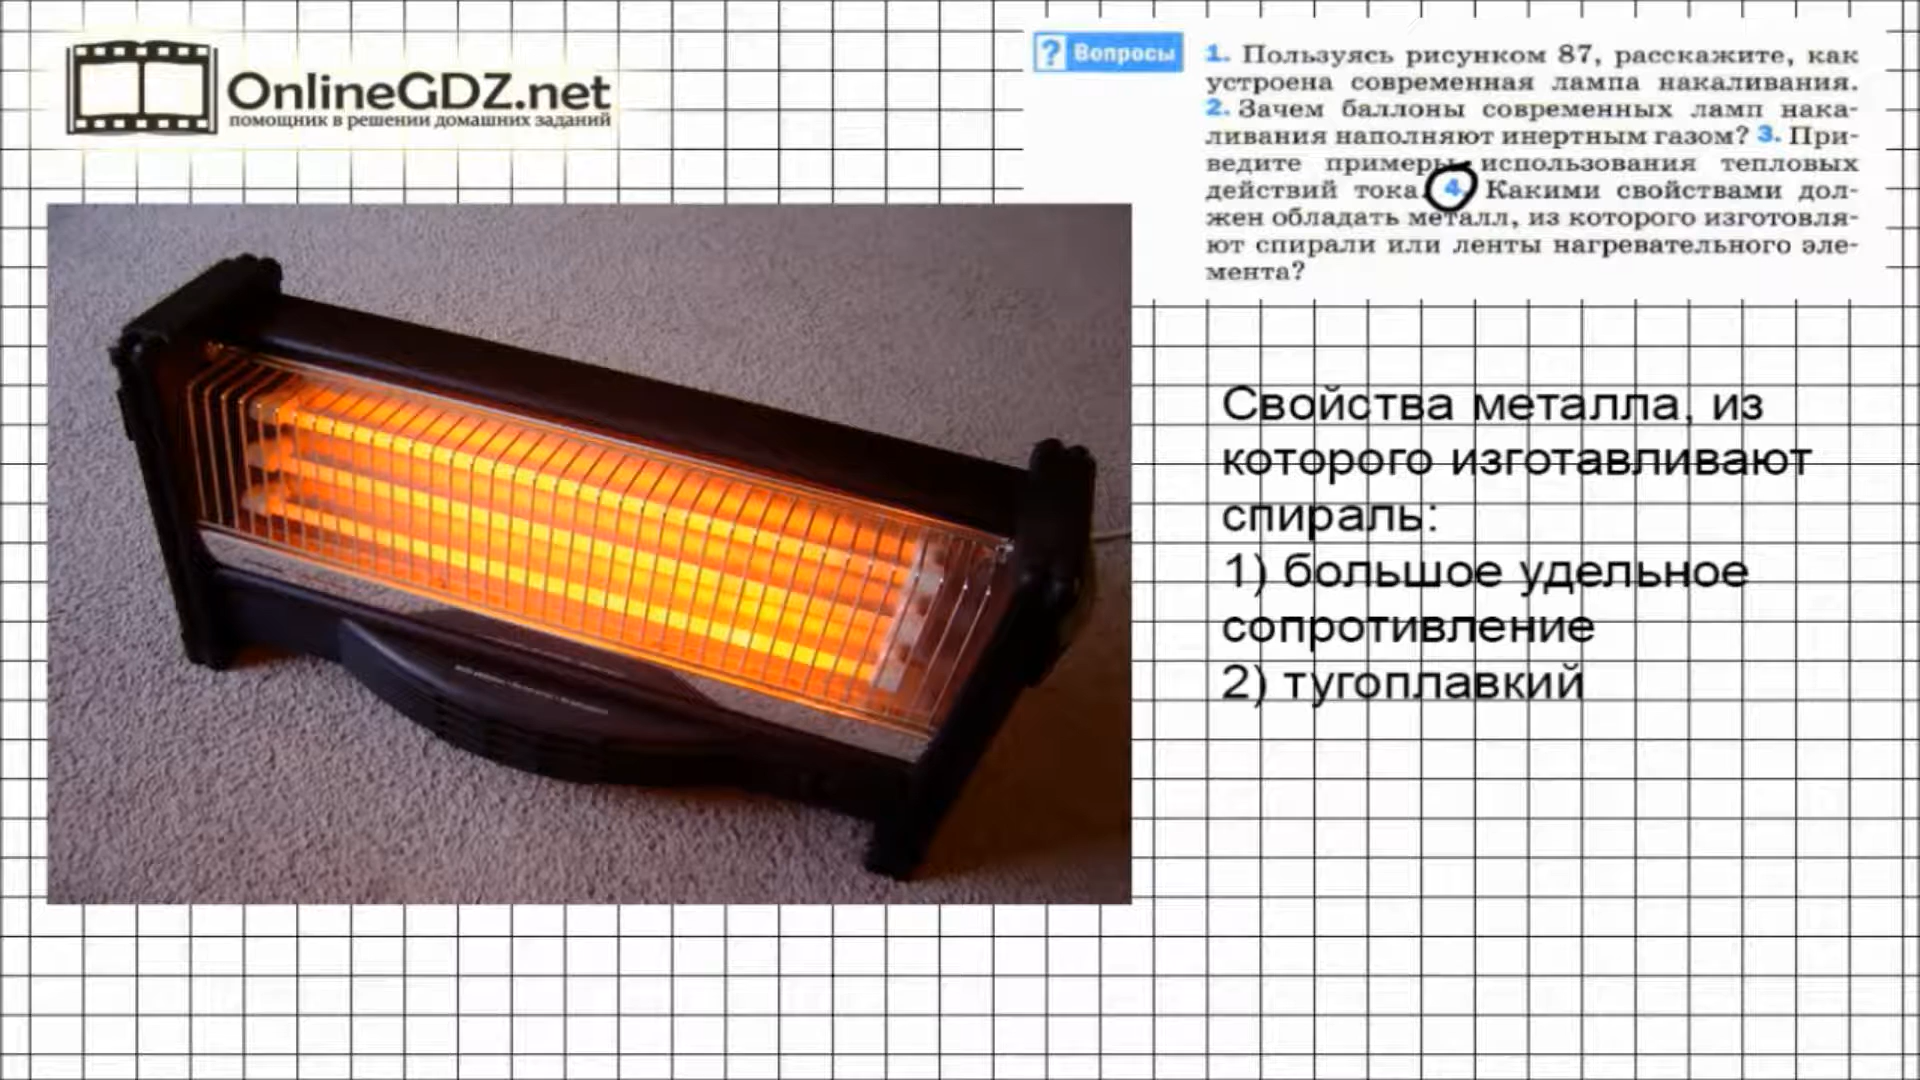 OnlineGDZ.net
помощник в решении домашних заданий
? Вопросы
1. Пользуясь рисунком 87, расскажите, как
устроена современная лампа накаливания.
2. Зачем баллоны современных ламп нака-
ливания наполняют инертным газом? 3. При-
ведите примеры использования тепловых
действий тока 4. Какими свойствами дол-
жен обладать металл, из которого изготовля-
ют спирали или ленты нагревательного эле-
мента?
Свойства металла, из
которого изготавливают
спираль:
1) большое удельное
сопротивление
2) тугоплавкий